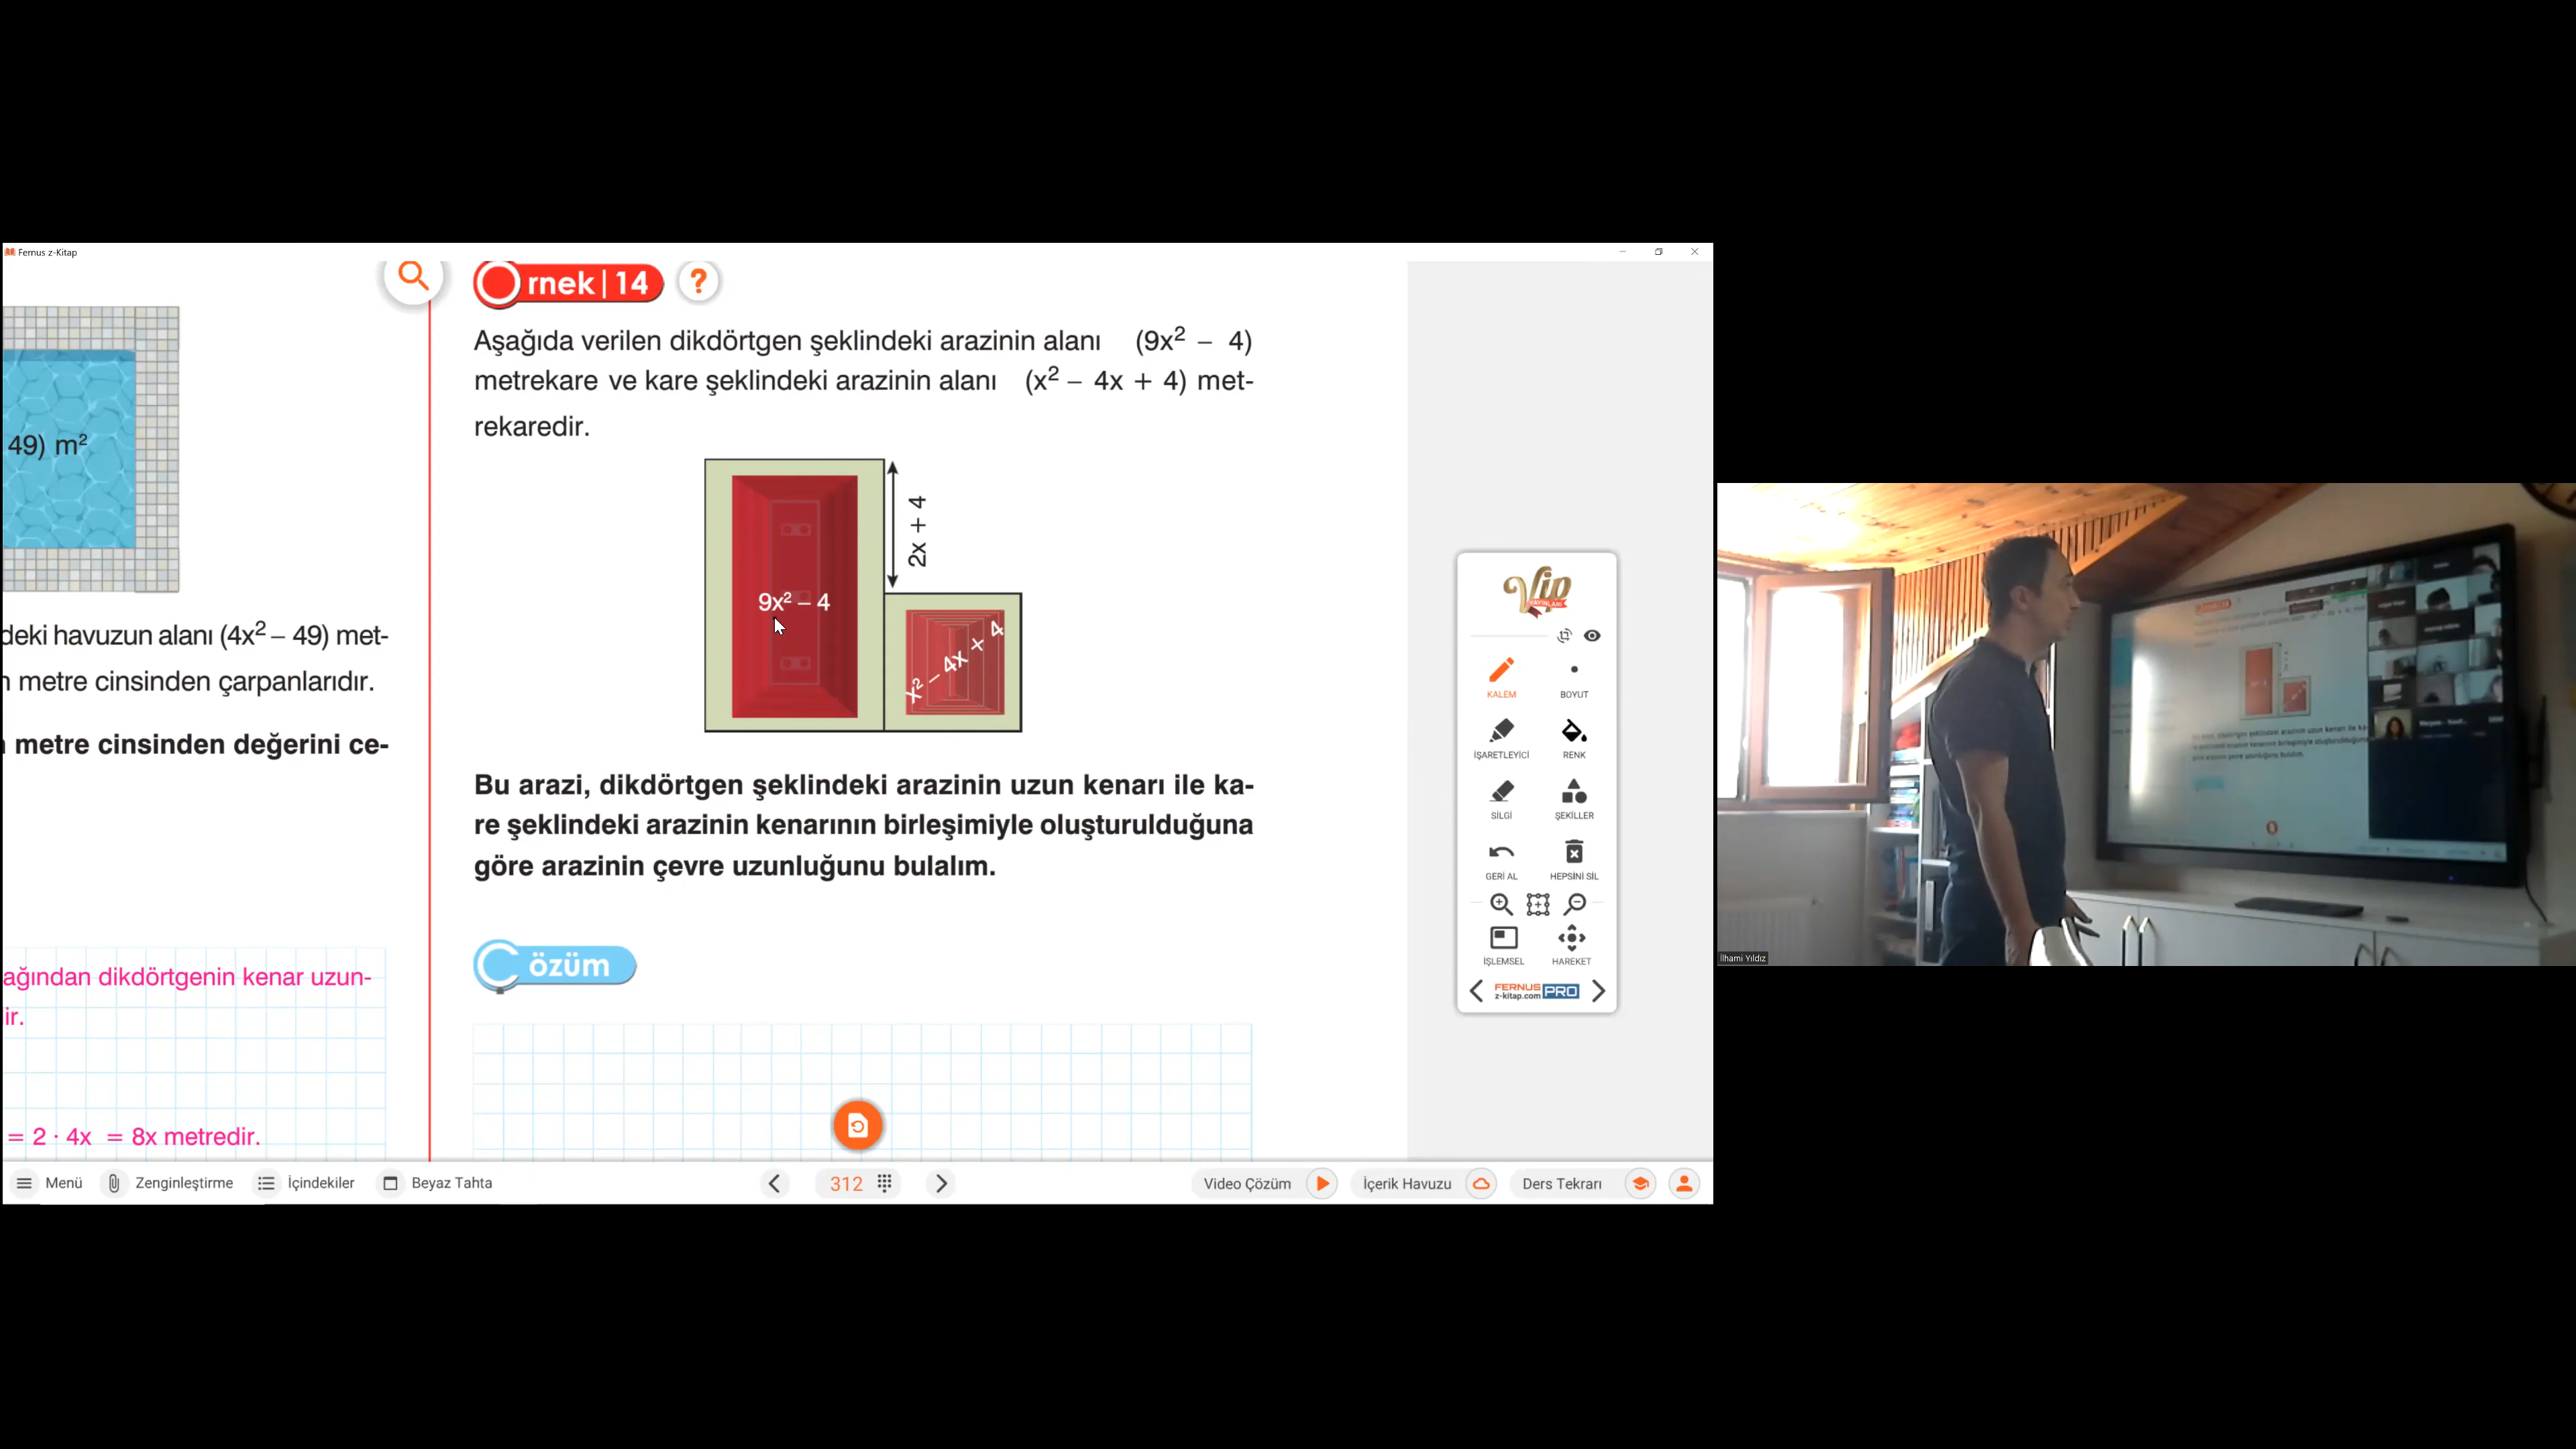 Fernus z-Kitap
49) m²
deki havuzun alanı (4x² – 49) met-
metre cinsinden çarpanlarıdır.
metre cinsinden değerini ce-
ağından dikdörtgenin kenar uzun-
ir.
= 2 · 4x = 8x metredir.
Örnek | 14 ?
Aşağıda verilen dikdörtgen şeklindeki arazinin alanı (9x² – 4)
metrekare ve kare şeklindeki arazinin alanı (x² – 4x + 4) met-
rekaredir.
2x + 4
9x² – 4
x² – 4x + 4
Bu arazi, dikdörtgen şeklindeki arazinin uzun kenarı ile ka-
re şeklindeki arazinin kenarının birleşimiyle oluşturulduğuna
göre arazinin çevre uzunluğunu bulalım.
Çözüm
Vip
YAYINLARI
KALEM BOYUT
İŞARETLEYİCİ RENK
SİLGİ ŞEKİLLER
GERİ AL HEPSİNİ SİL
İŞLEMSEL HAREKET
FERNUS
z-kitap.com PRO
Menü Zenginleştirme İçindekiler Beyaz Tahta 312 Video Çözüm İçerik Havuzu Ders Tekrarı
İlhami Yıldız